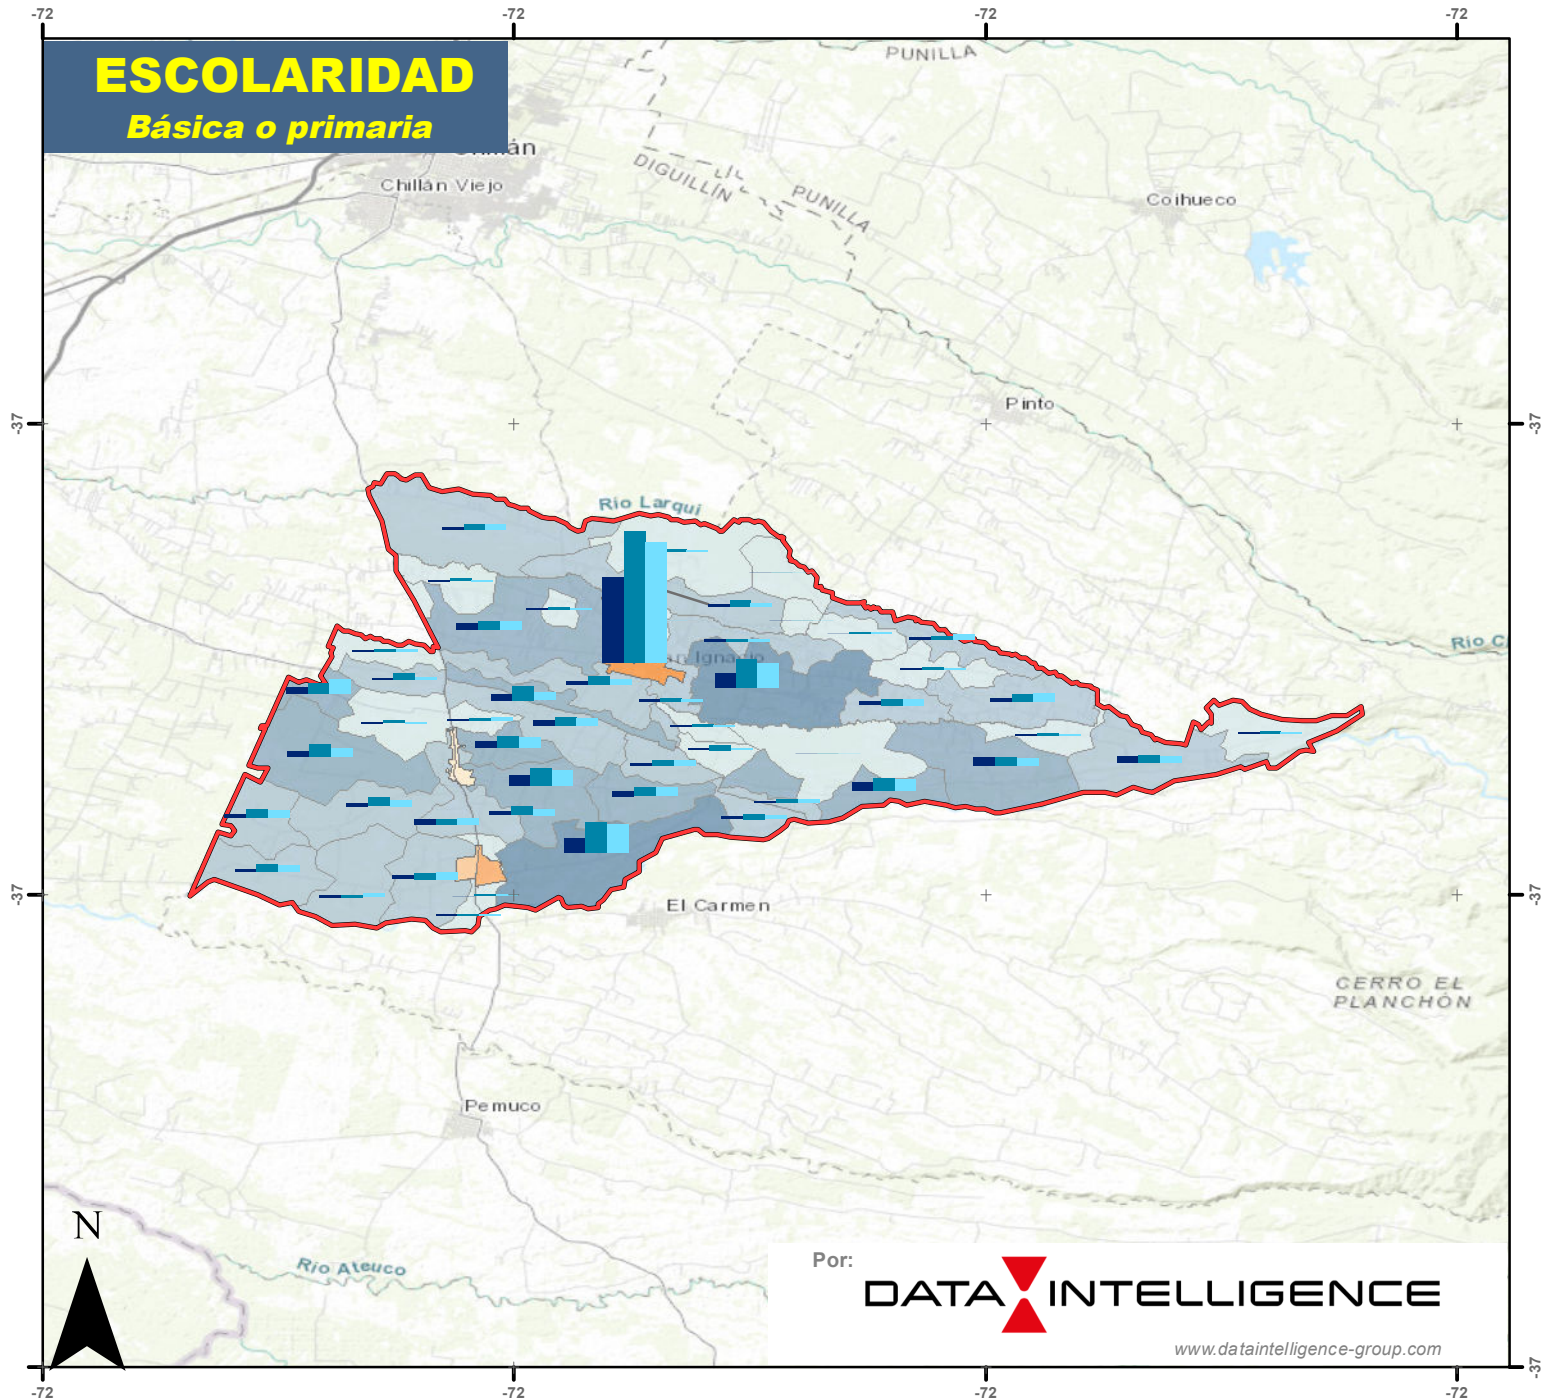 -72 -72 -72 -72
ESCOLARIDAD
Básica o primaria
PUNILLA
Chillán Viejo
DIGUILLÍN
PUNILLA
Coihueco
Pinto
-37 -37
Río Larqui
Río
El Carmen
-37 -37
CERRO EL
PLANCHÓN
Pemuco
N
Río Ateuco
Por:
DATA INTELLIGENCE
www.dataintelligence-group.com
-37 -37
-72 -72 -72 -72